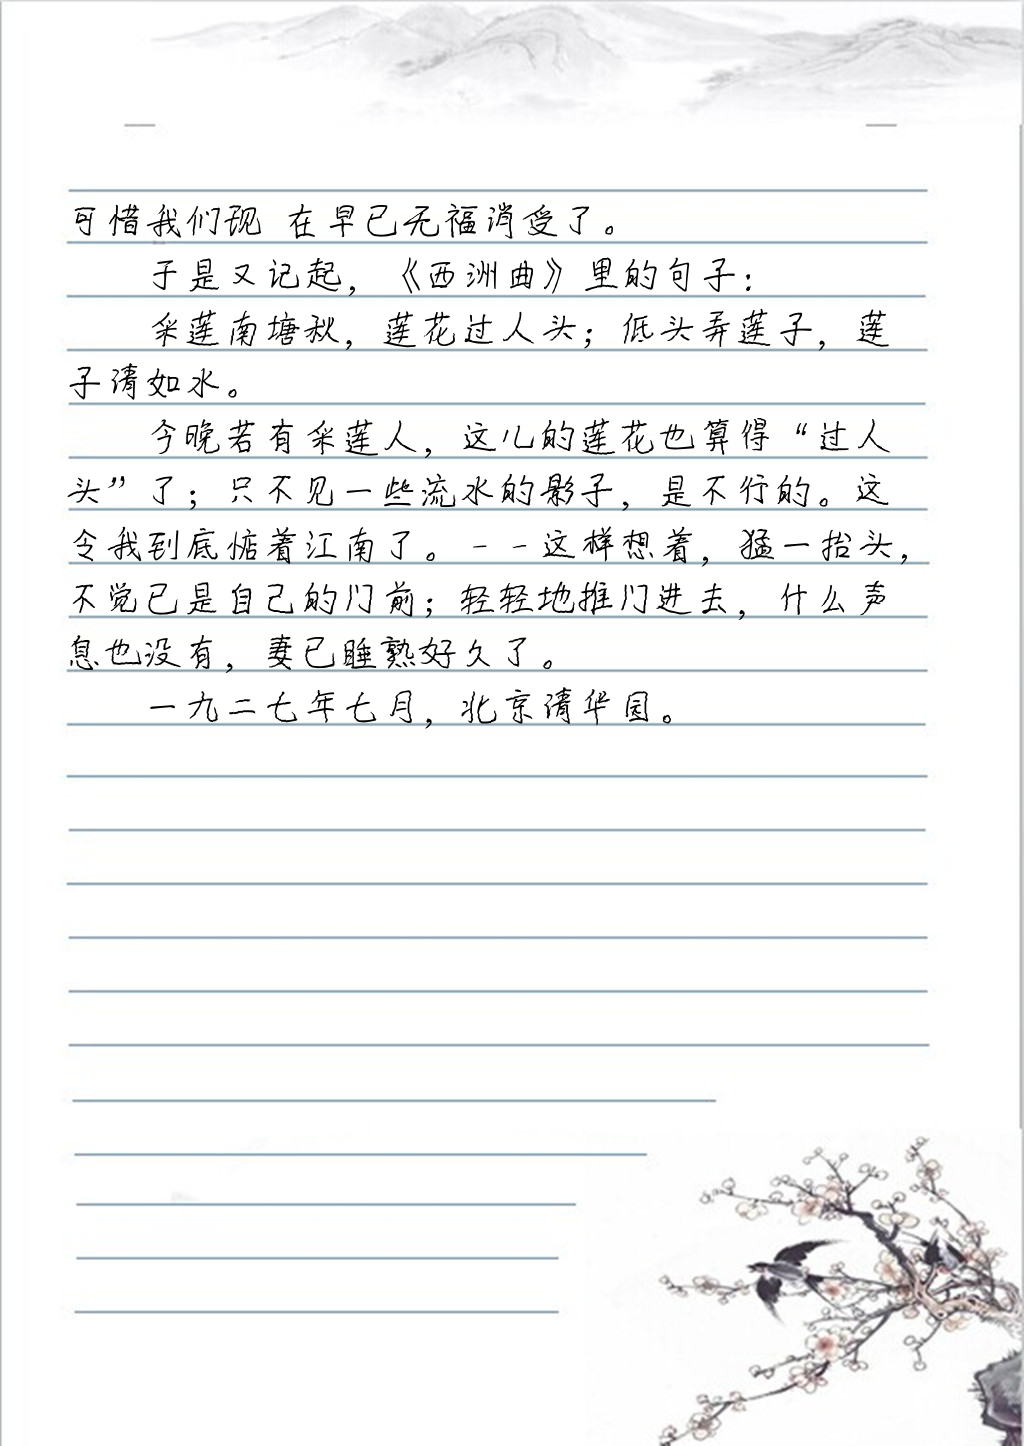 可惜我们现 在早已无福消受了。
于是又记起，《西洲曲》里的句子：
采莲南塘秋，莲花过人头；低头弄莲子，莲
子清如水。
今晚若有采莲人，这儿的莲花也算得“过人
头”了；只不见一些流水的影子，是不行的。这
令我到底惦着江南了。--这样想着，猛一抬头，
不觉已是自己的门前；轻轻地推门进去，什么声
息也没有，妻已睡熟好久了。
一九二七年七月，北京清华园。